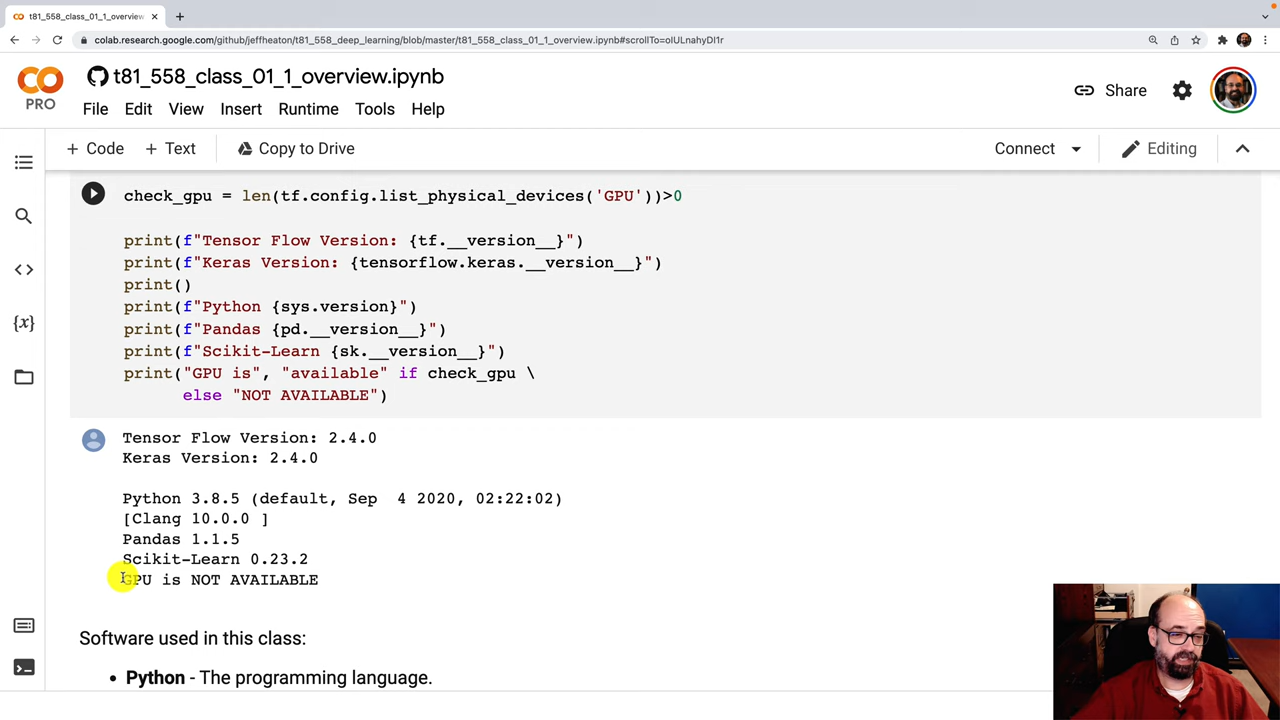 t81_558_class_01_1_overview.ipynb
colab.research.google.com/github/jeffheaton/t81_558_deep_learning/blob/master/t81_558_class_01_1_overview.ipynb#scrollTo=oIULnahyDI1r
CO
PRO
t81_558_class_01_1_overview.ipynb
File Edit View Insert Runtime Tools Help
Share
+ Code + Text Copy to Drive
Connect Editing
check_gpu = len(tf.config.list_physical_devices('GPU'))>0
print(f"Tensor Flow Version: {tf.__version__}")
print(f"Keras Version: {tensorflow.keras.__version__}")
print()
print(f"Python {sys.version}")
print(f"Pandas {pd.__version__}")
print(f"Scikit-Learn {sk.__version__}")
print("GPU is", "available" if check_gpu \
else "NOT AVAILABLE")
Tensor Flow Version: 2.4.0
Keras Version: 2.4.0
Python 3.8.5 (default, Sep  4 2020, 02:22:02)
[Clang 10.0.0 ]
Pandas 1.1.5
Scikit-Learn 0.23.2
GPU is NOT AVAILABLE
Software used in this class:
• Python - The programming language.